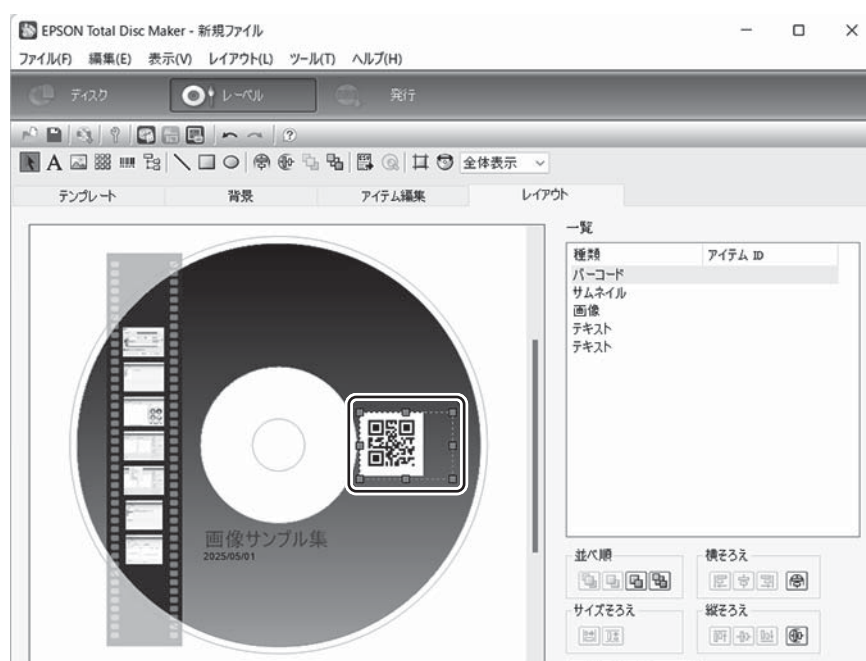 EPSON Total Disc Maker - 新規ファイル
ファイル(F) 編集(E) 表示(V) レイアウト(L) ツール(T) ヘルプ(H)
ディスク レーベル 発行
全体表示
テンプレート 背景 アイテム編集 レイアウト
一覧
種類 アイテム ID
バーコード
サムネイル
画像
テキスト
テキスト
画像サンプル集
2025/05/01
並べ順 横そろえ
サイズそろえ 縦そろえ